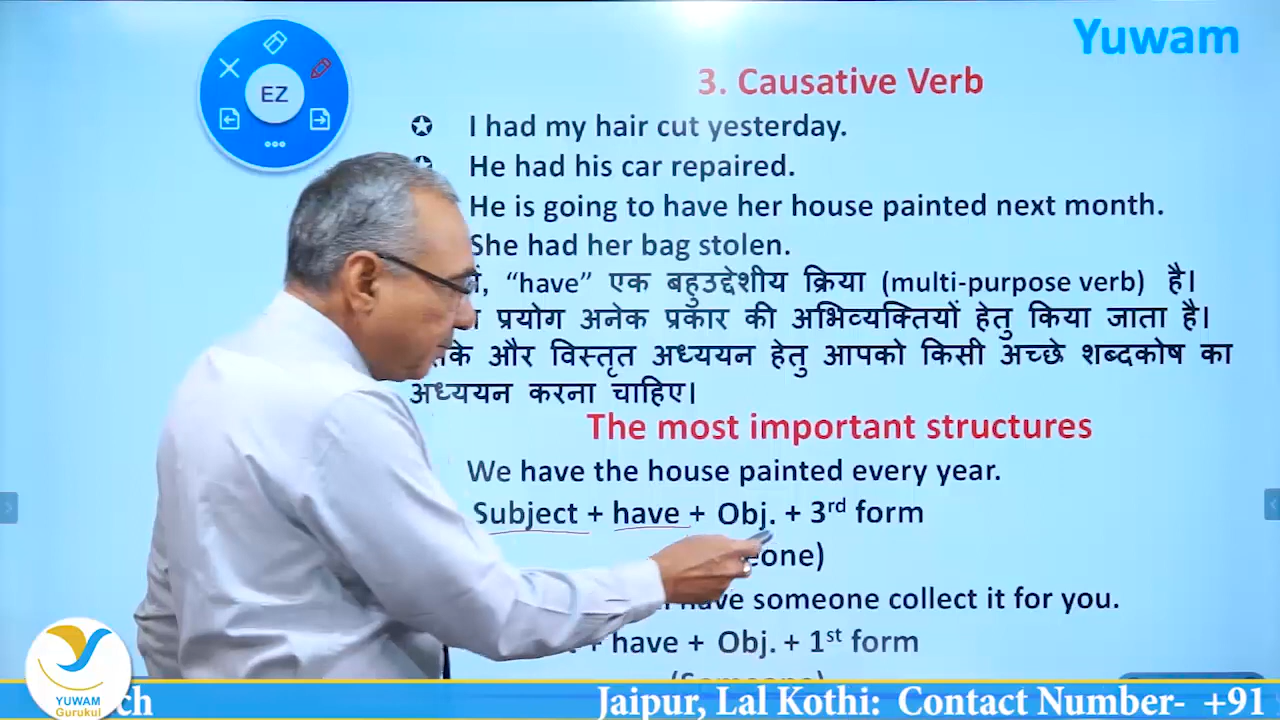 Yuwam
EZ
3. Causative Verb
I had my hair cut yesterday.
He had his car repaired.
He is going to have her house painted next month.
She had her bag stolen.
“have” एक बहुउद्देशीय क्रिया (multi-purpose verb) है।
प्रयोग अनेक प्रकार की अभिव्यक्तियों हेतु किया जाता है।
और विस्तृत अध्ययन हेतु आपको किसी अच्छे शब्दकोष का
अध्ययन करना चाहिए।
The most important structures
We have the house painted every year.
Subject + have + Obj. + 3rd form
eone)
have someone collect it for you.
+ have + Obj. + 1st form
(Someone)
YUWAM
Gurukul
ch
Jaipur, Lal Kothi: Contact Number- +91